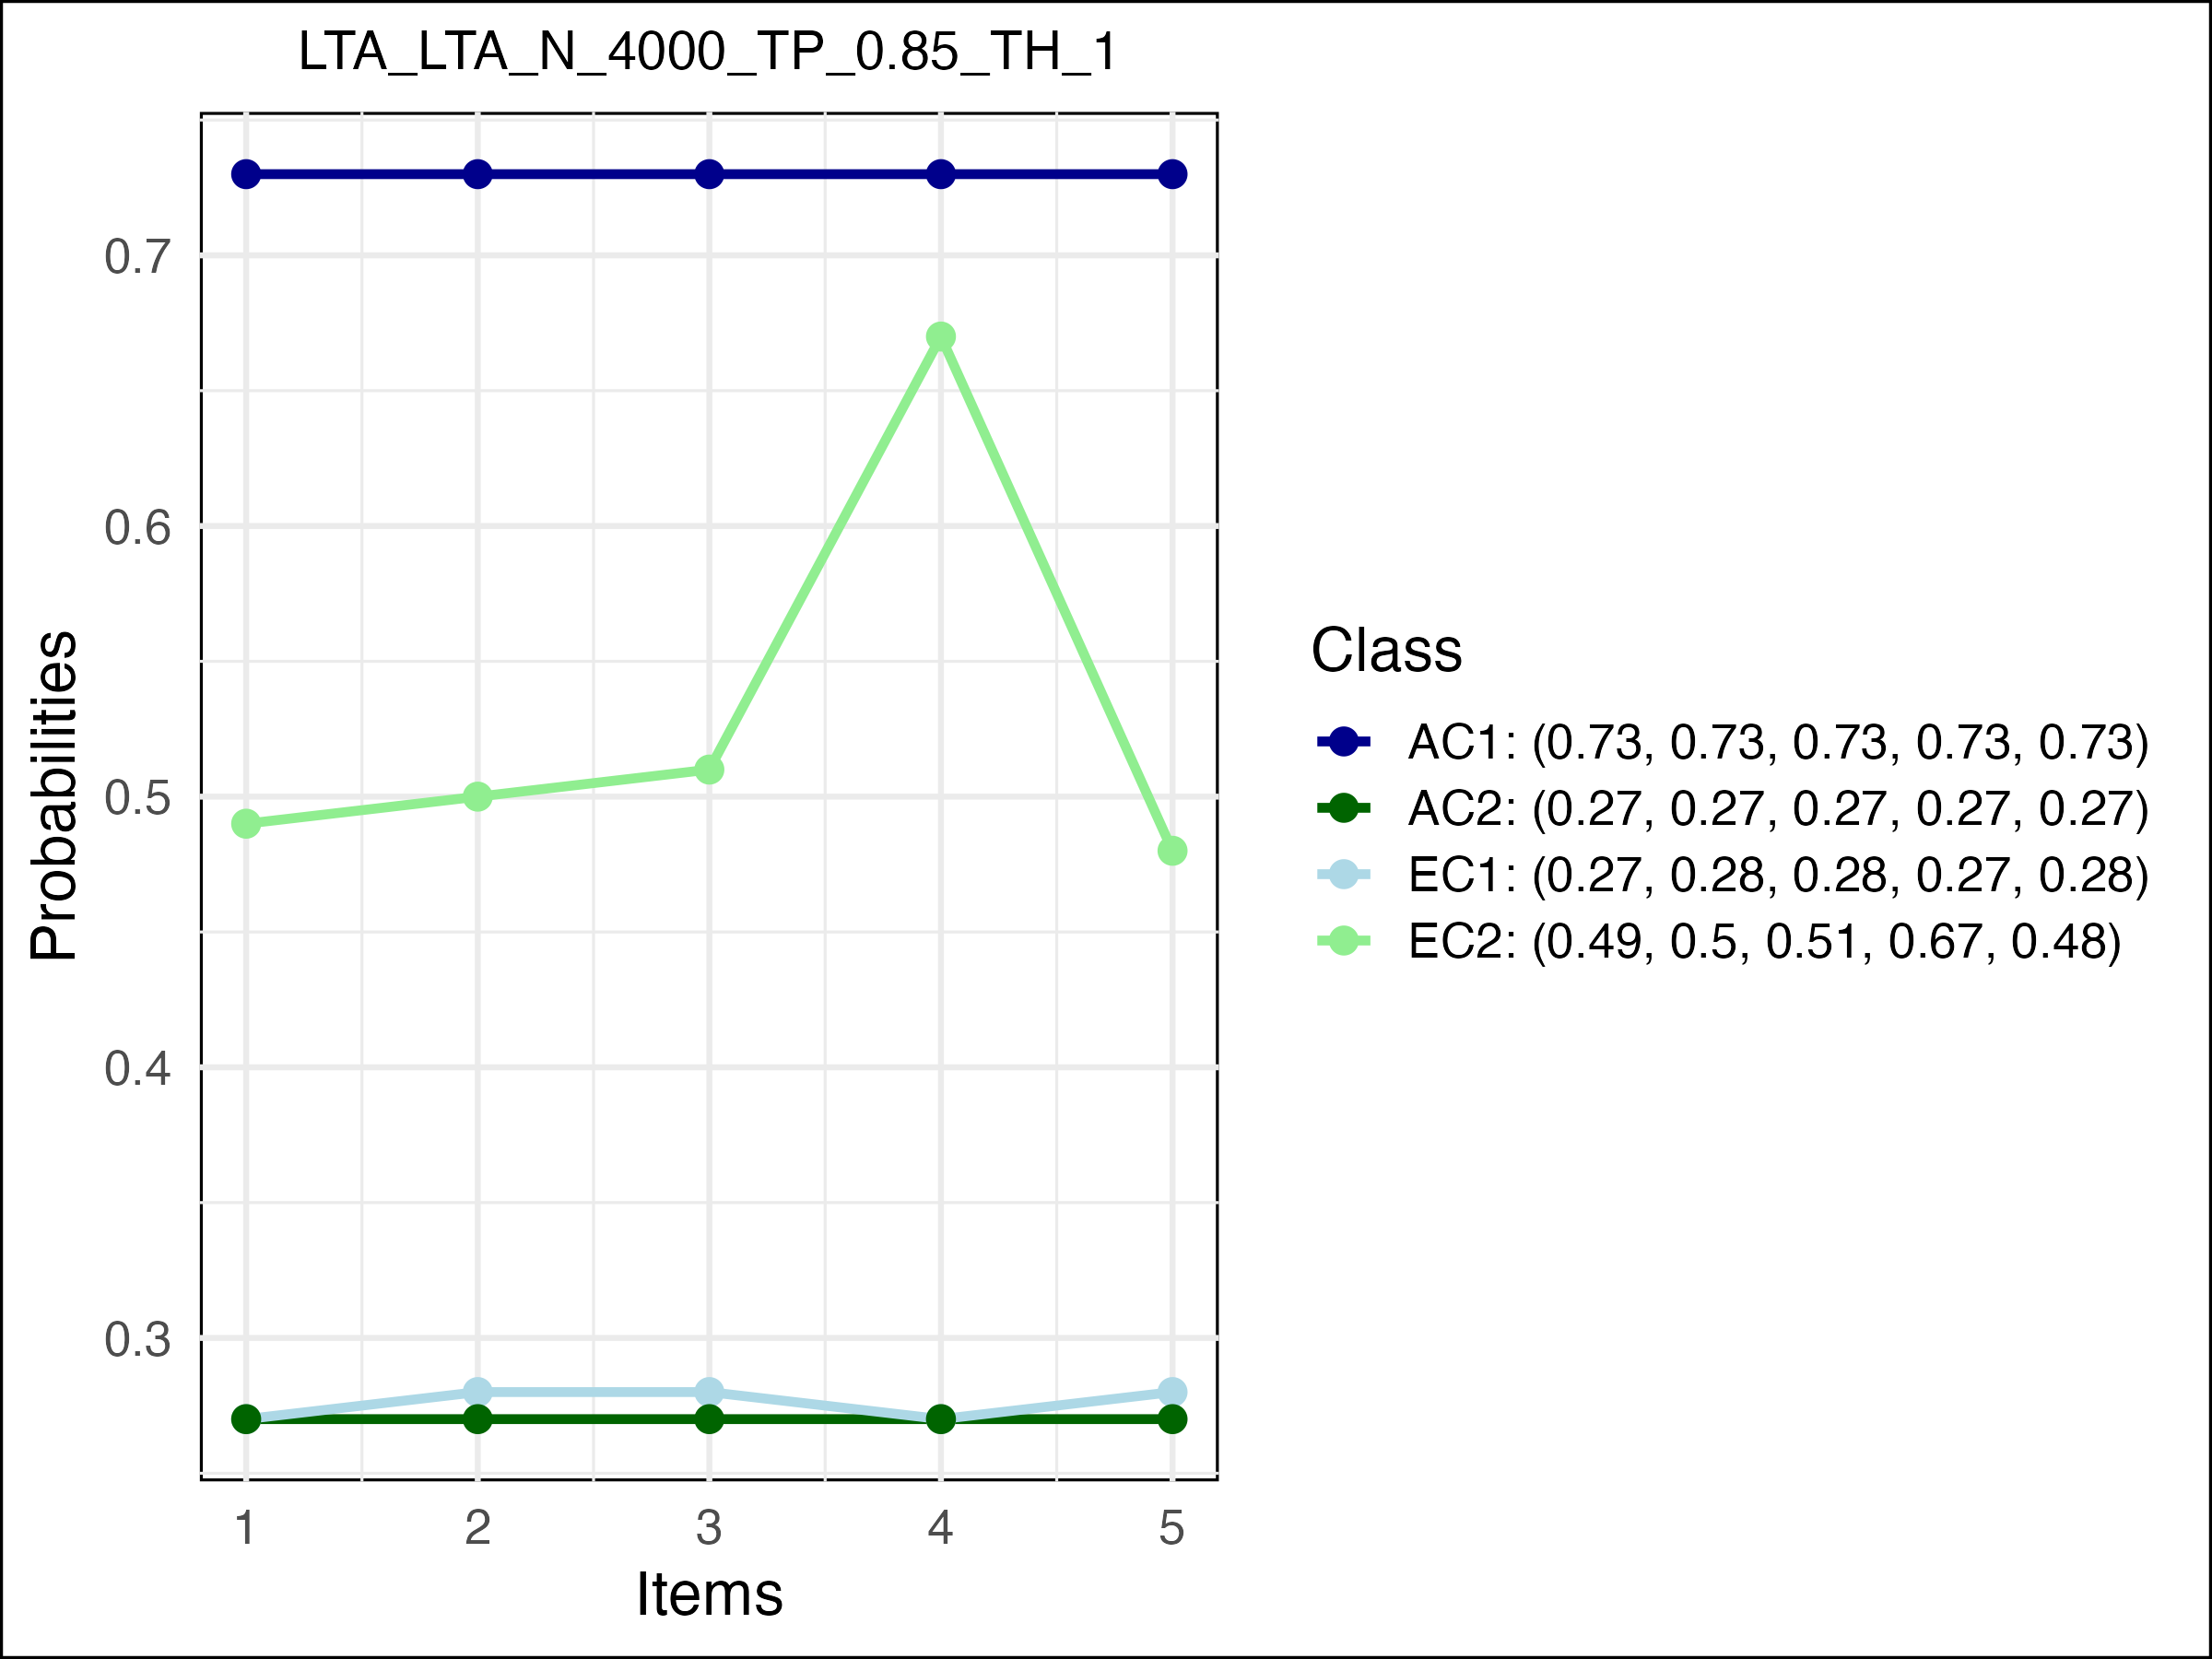 LTA_LTA_N_4000_TP_0.85_TH_1
Probabilities
0.7
0.6
0.5
0.4
0.3
1 2 3 4 5
Items
Class
AC1: (0.73, 0.73, 0.73, 0.73, 0.73)
AC2: (0.27, 0.27, 0.27, 0.27, 0.27)
EC1: (0.27, 0.28, 0.28, 0.27, 0.28)
EC2: (0.49, 0.5, 0.51, 0.67, 0.48)